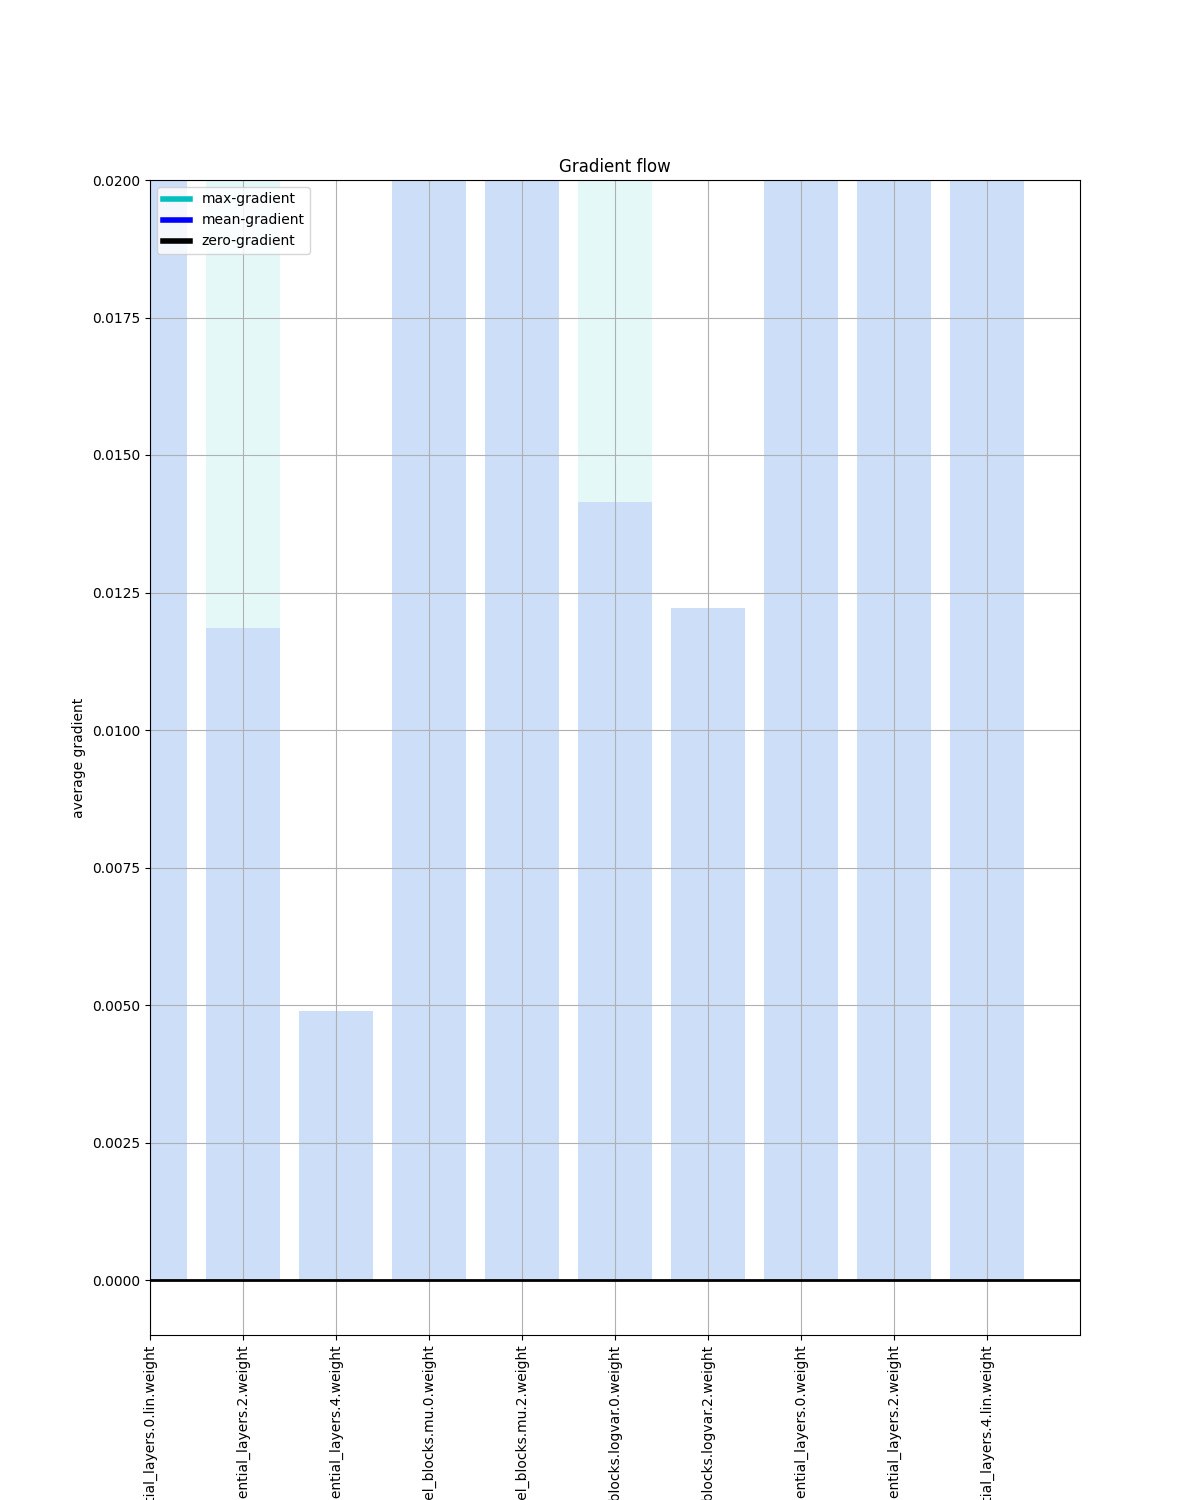 Gradient flow
max-gradient
mean-gradient
zero-gradient
0.0200
0.0175
0.0150
0.0125
0.0100
0.0075
0.0050
0.0025
0.0000
average gradient
tial_layers.0.lin.weight
ential_layers.2.weight
ential_layers.4.weight
el_blocks.mu.0.weight
el_blocks.mu.2.weight
blocks.logvar.0.weight
blocks.logvar.2.weight
ential_layers.0.weight
ential_layers.2.weight
tial_layers.4.lin.weight